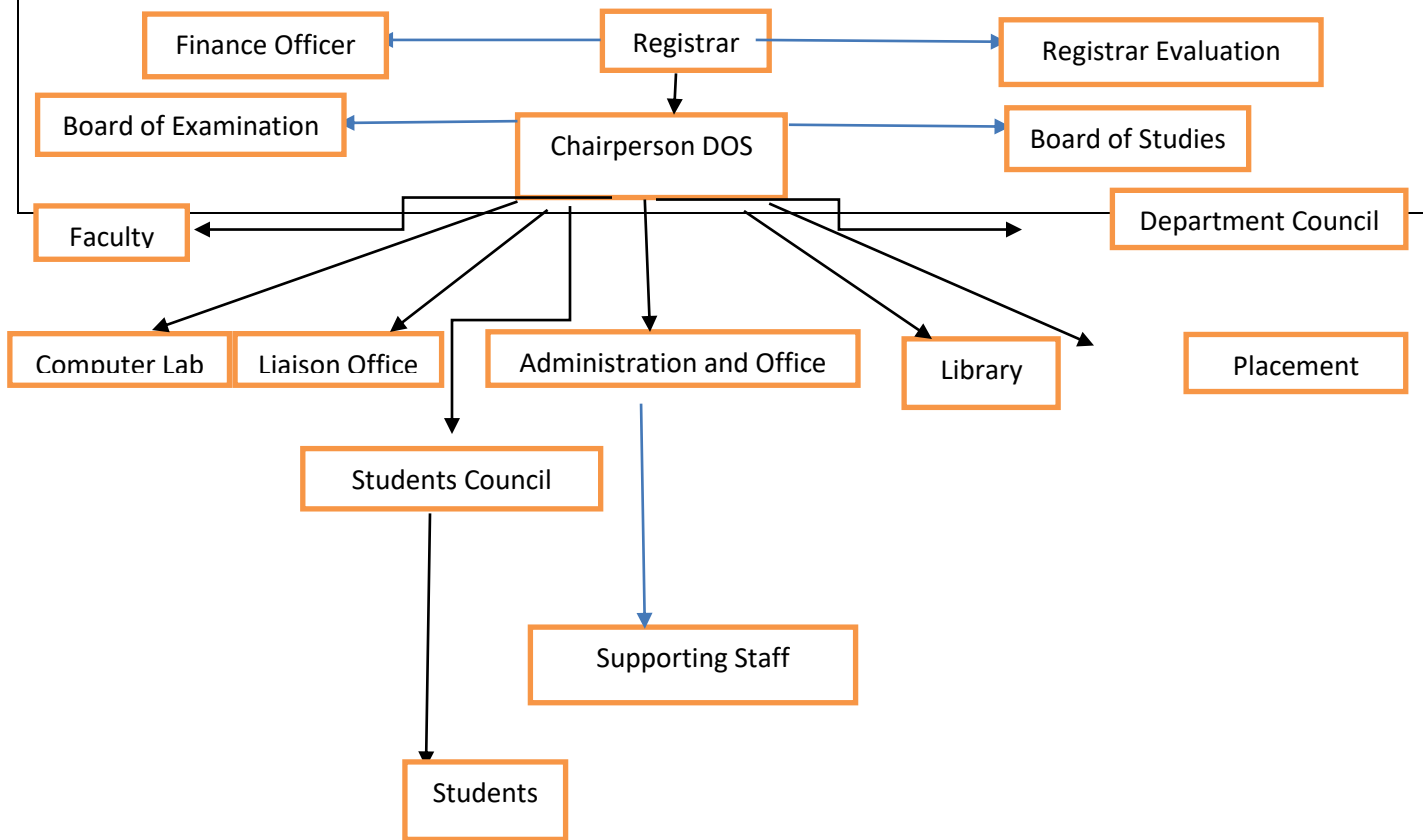 Finance Officer
Registrar
Registrar Evaluation
Board of Examination
Chairperson DOS
Board of Studies
Faculty
Department Council
Computer Lab
Liaison Office
Administration and Office
Library
Placement
Students Council
Supporting Staff
Students